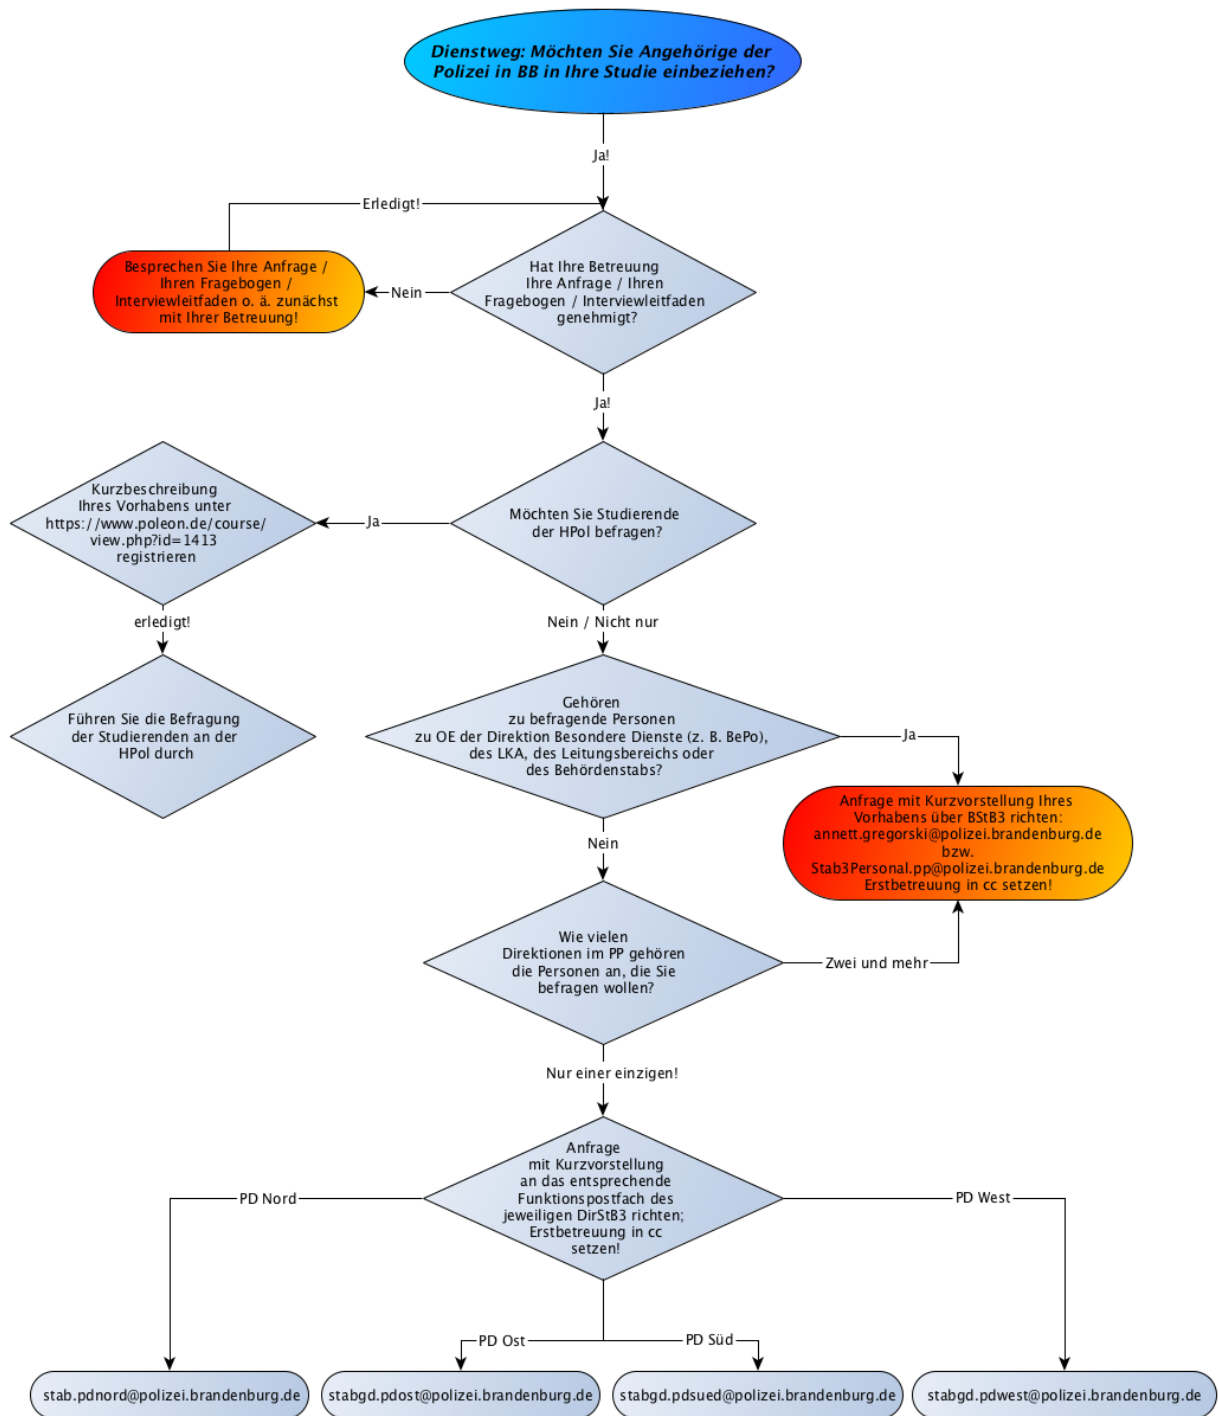 Dienstweg: Möchten Sie Angehörige der
Polizei in BB in Ihre Studie einbeziehen?
Ja!
Erledigt!
Besprechen Sie Ihre Anfrage /
Ihren Fragebogen /
Interviewleitfaden o. ä. zunächst
mit Ihrer Betreuung!
Nein
Hat Ihre Betreuung
Ihre Anfrage / Ihren
Fragebogen / Interviewleitfaden
genehmigt?
Ja!
Kurzbeschreibung
Ihres Vorhabens unter
https://www.poleon.de/course/
view.php?id=1413
registrieren
Ja
Möchten Sie Studierende
der HPol befragen?
erledigt!
Nein / Nicht nur
Führen Sie die Befragung
der Studierenden an der
HPol durch
Gehören
zu befragende Personen
zu OE der Direktion Besondere Dienste (z. B. BePo),
des LKA, des Leitungsbereichs oder
des Behördenstabs?
Ja
Anfrage mit Kurzvorstellung Ihres
Vorhabens über BStB3 richten:
annett.gregorski@polizei.brandenburg.de
bzw.
Stab3Personal.pp@polizei.brandenburg.de
Erstbetreuung in cc setzen!
Nein
Wie vielen
Direktionen im PP gehören
die Personen an, die Sie
befragen wollen?
Zwei und mehr
Nur einer einzigen!
Anfrage
mit Kurzvorstellung
an das entsprechende
Funktionspostfach des
jeweiligen DirStB3 richten;
Erstbetreuung in cc
setzen!
PD Nord
PD West
PD Ost
PD Süd
stab.pdnord@polizei.brandenburg.de
stabgd.pdost@polizei.brandenburg.de
stabgd.pdsued@polizei.brandenburg.de
stabgd.pdwest@polizei.brandenburg.de